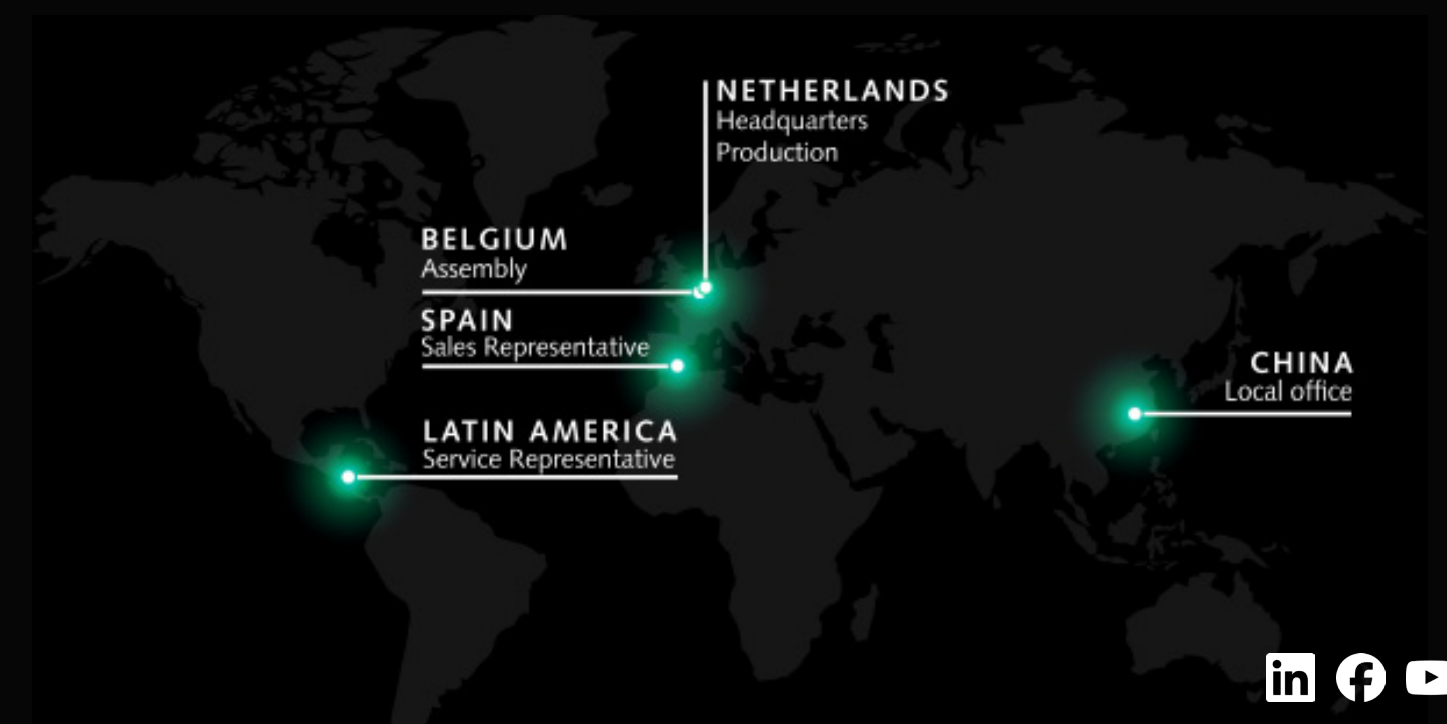 NETHERLANDS
Headquarters
Production
BELGIUM
Assembly
SPAIN
Sales Representative
CHINA
Local office
LATIN AMERICA
Service Representative
in